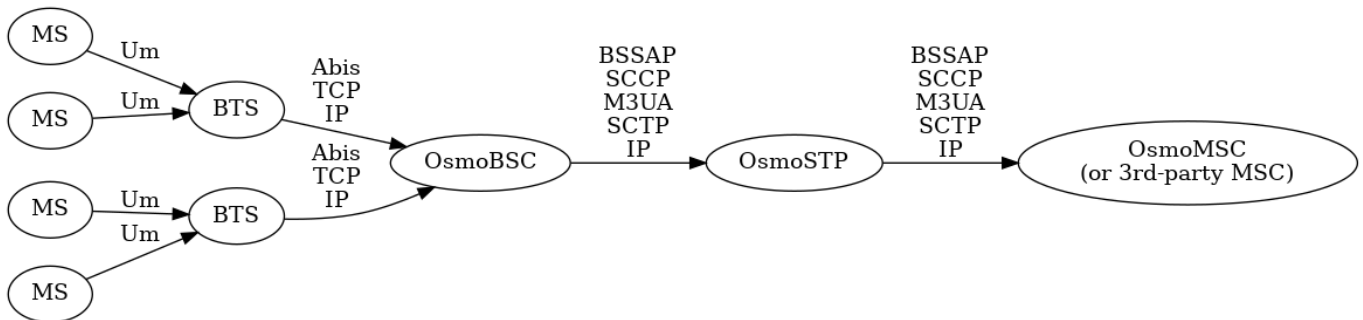 MS
Um
MS
Um
BTS
Abis
TCP
IP
MS
Um
MS
Um
BTS
Abis
TCP
IP
OsmoBSC
BSSAP
SCCP
M3UA
SCTP
IP
OsmoSTP
BSSAP
SCCP
M3UA
SCTP
IP
OsmoMSC
(or 3rd-party MSC)